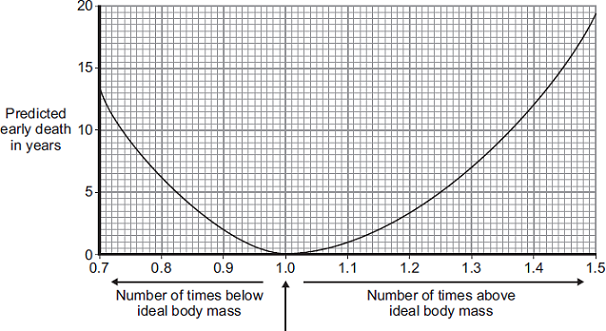 20
15
Predicted
early death
in years
10
5
0
0.7 0.8 0.9 1.0 1.1 1.2 1.3 1.4 1.5
Number of times below
ideal body mass
Number of times above
ideal body mass